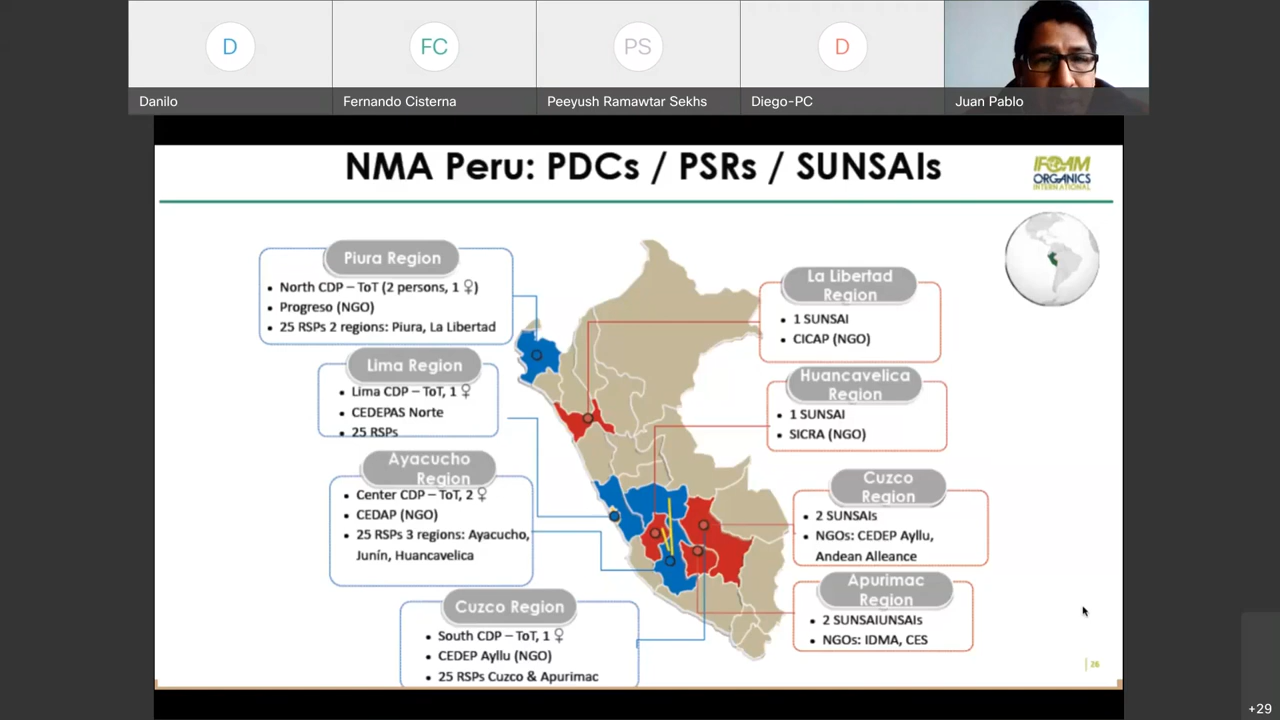 D
FC
PS
D
Danilo
Fernando Cisterna
Peeyush Ramawtar Sekhs
Diego-PC
Juan Pablo
NMA Peru: PDCs / PSRs / SUNSAIs
IFOAM
ORGANICS
INTERNATIONAL
Piura Region
• North CDP – ToT (2 persons, 1 ♀)
• Progreso (NGO)
• 25 RSPs 2 regions: Piura, La Libertad
Lima Region
• Lima CDP – ToT, 1 ♀
• CEDEPAS Norte
• 25 RSPs
Ayacucho
Region
• Center CDP – ToT, 2 ♀
• CEDAP (NGO)
• 25 RSPs 3 regions: Ayacucho,
Junín, Huancavelica
Cuzco Region
• South CDP – ToT, 1 ♀
• CEDEP Ayllu (NGO)
• 25 RSPs Cuzco & Apurimac
La Libertad
Region
• 1 SUNSAI
• CICAP (NGO)
Huancavelica
Region
• 1 SUNSAI
• SICRA (NGO)
Cuzco
Region
• 2 SUNSAIs
• NGOs: CEDEP Ayllu,
Andean Alleance
Apurimac
Region
• 2 SUNSAIUNSAIs
• NGOs: IDMA, CES
26
+29